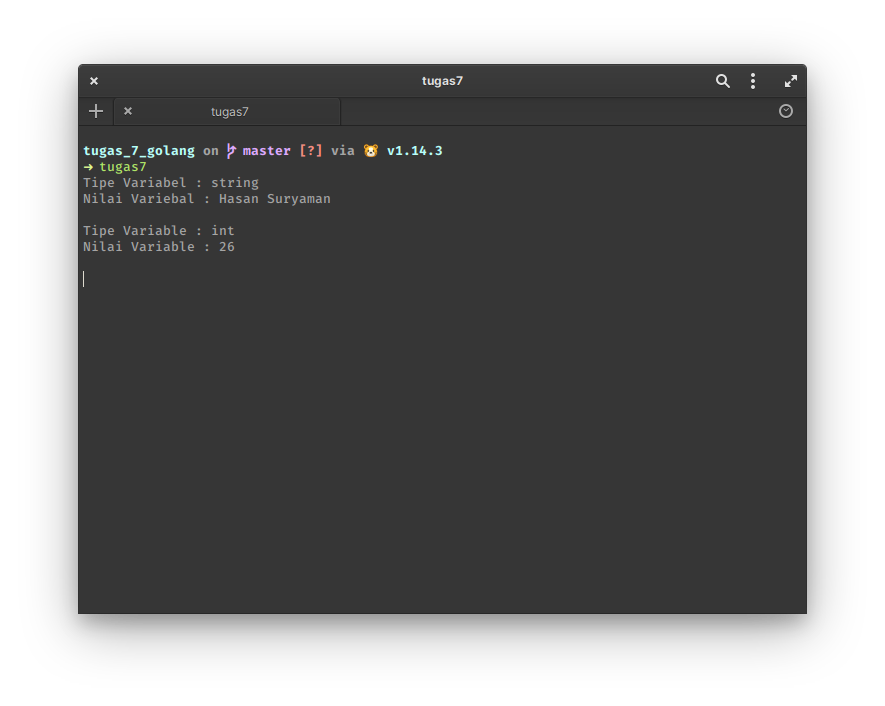 tugas7
tugas7
tugas_7_golang on master [?] via 🐹 v1.14.3
➜ tugas7
Tipe Variabel : string
Nilai Variebal : Hasan Suryaman
Tipe Variable : int
Nilai Variable : 26